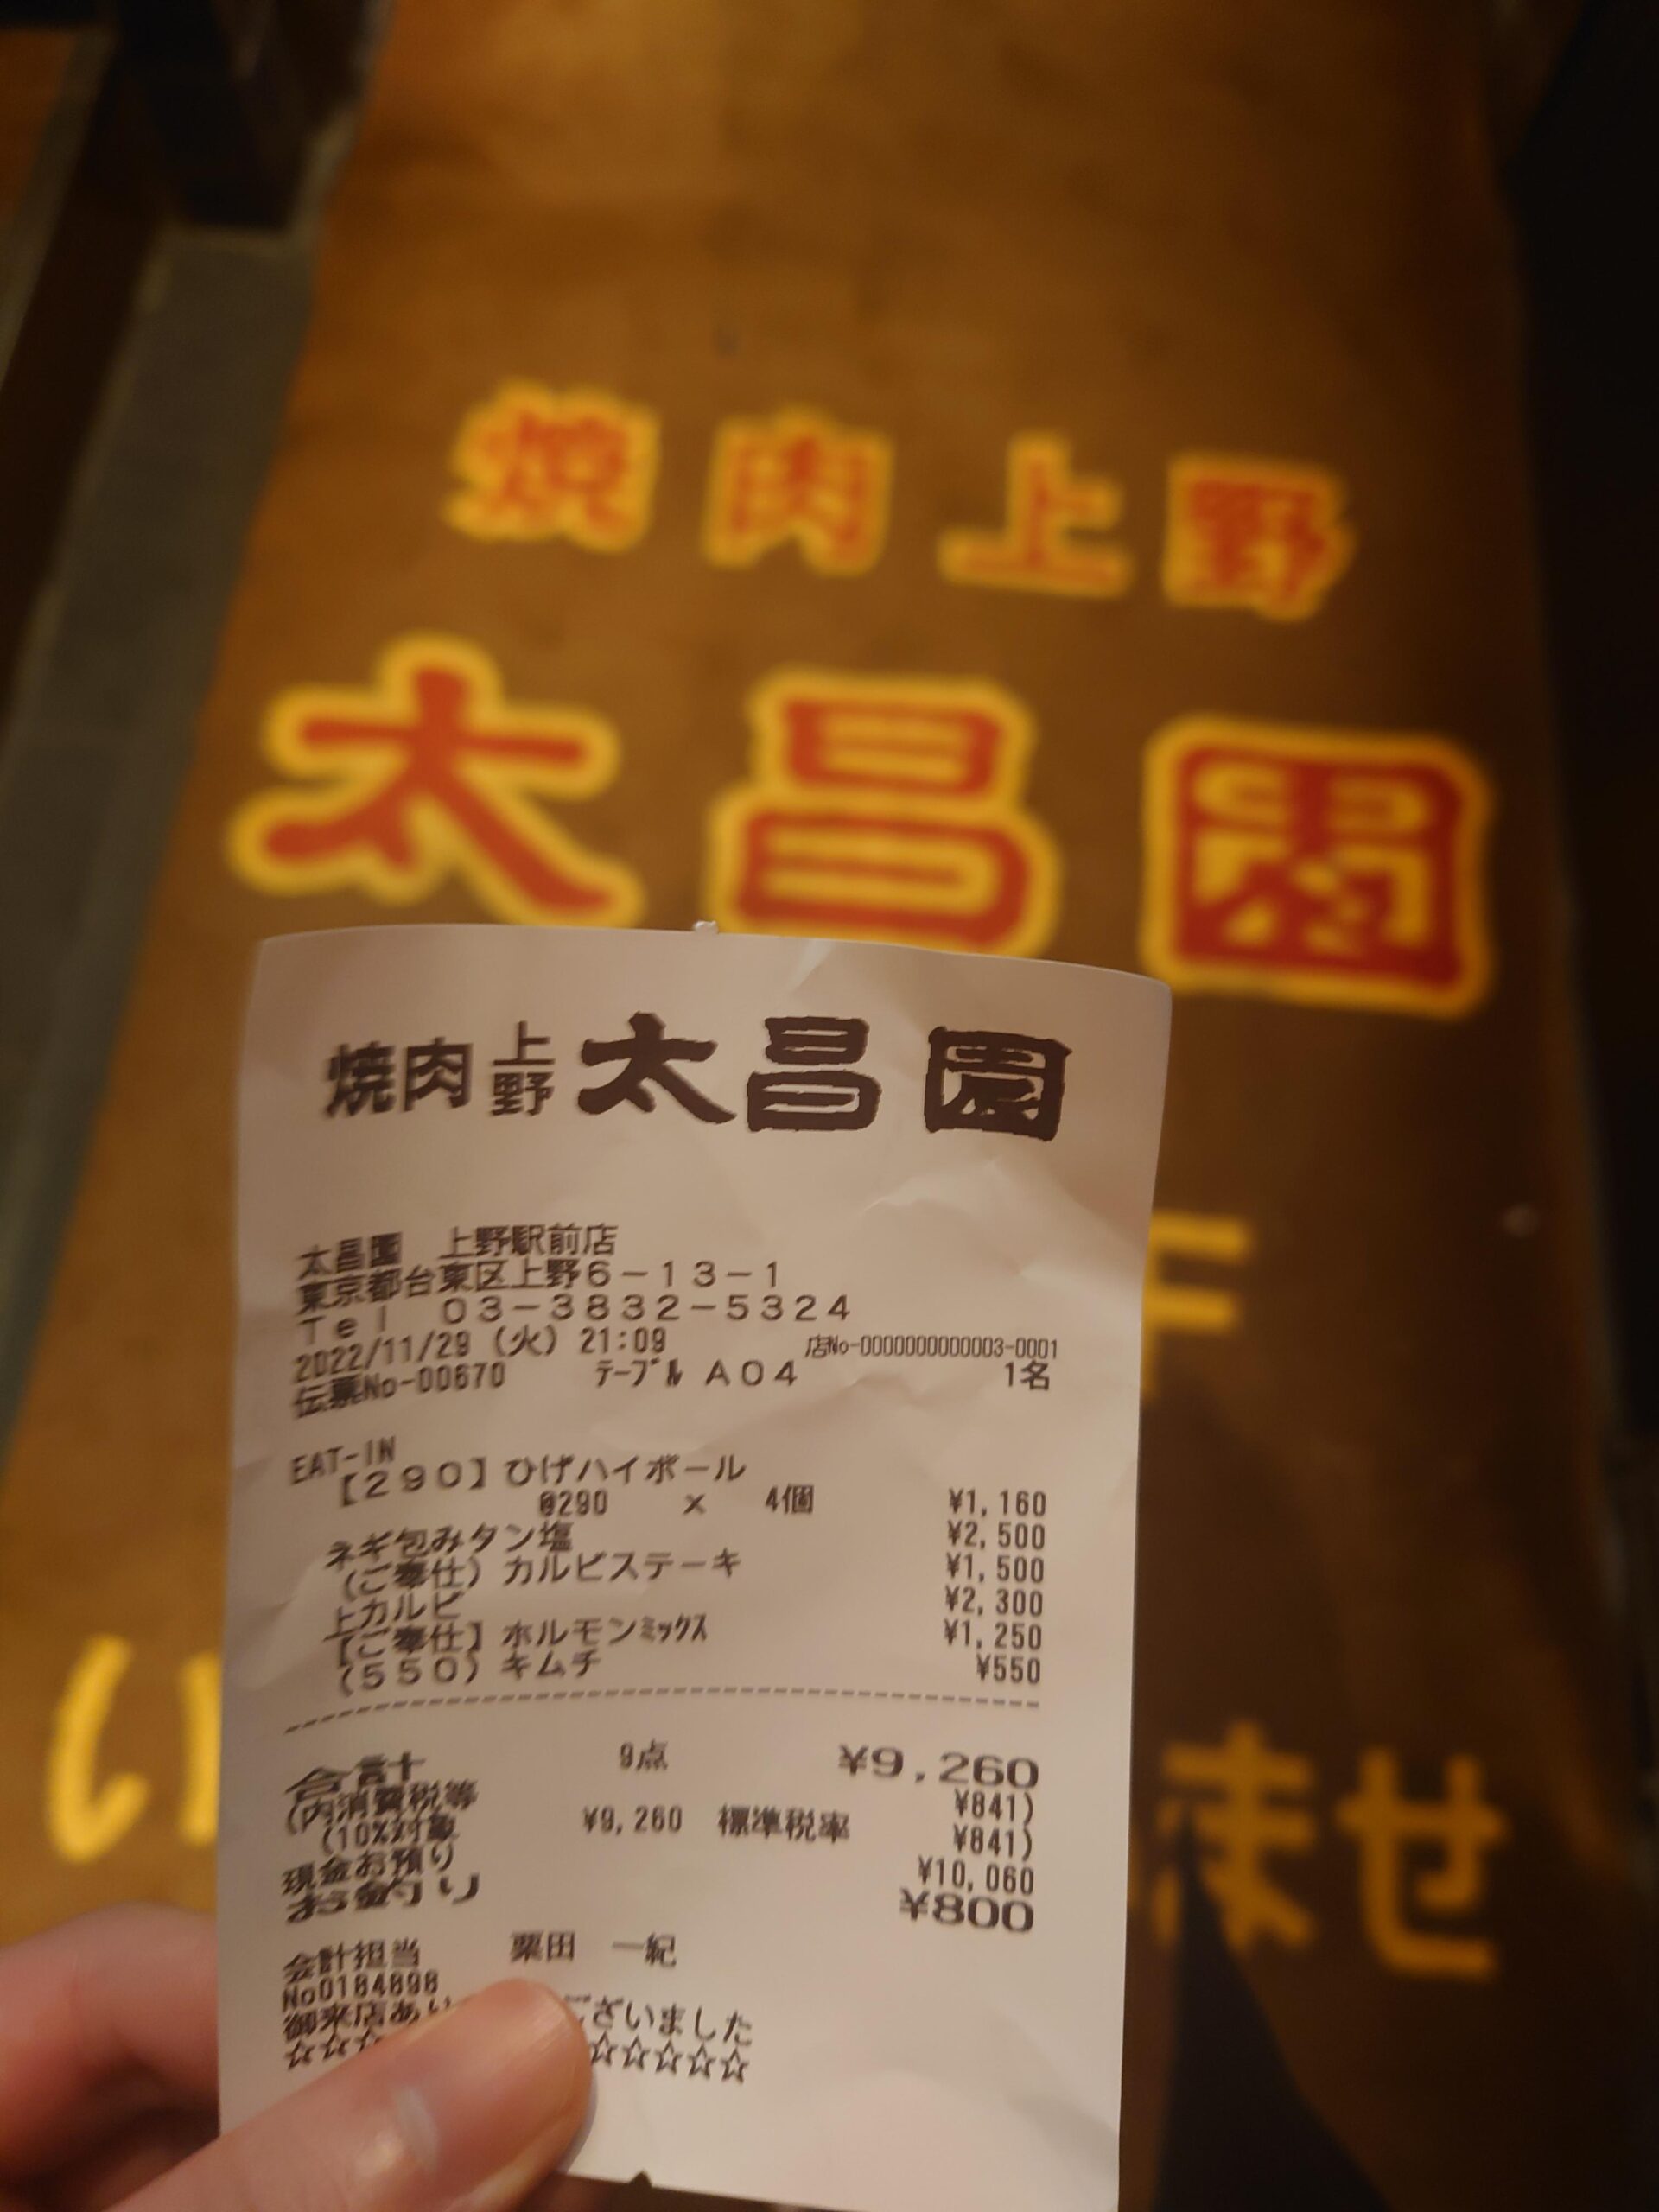 焼肉上野
太昌園
いませ
焼肉 上野 太昌園
太昌園 上野駅前店
東京都台東区上野6-13-1
Tel 03-3832-5324
2022/11/29 (火) 21:09 店No-0000000000003-0001
伝票No-00670 テーブル A04 1名
EAT-IN
【290】ひげハイボール
@290 × 4個 ¥1,160
ネギ包みタン塩 ¥2,500
(ご奉仕)カルビステーキ ¥1,500
上カルビ ¥2,300
【ご奉仕】ホルモンミックス ¥1,250
(550)キムチ ¥550
合計 9点 ¥9,260
(内消費税等 ¥841)
(10%対象 ¥9,260 標準税率 ¥841)
現金お預り ¥10,060
お釣り ¥800
会計担当 栗田 一紀
No0184898
御来店あり ございました
☆☆☆ ☆☆☆☆☆